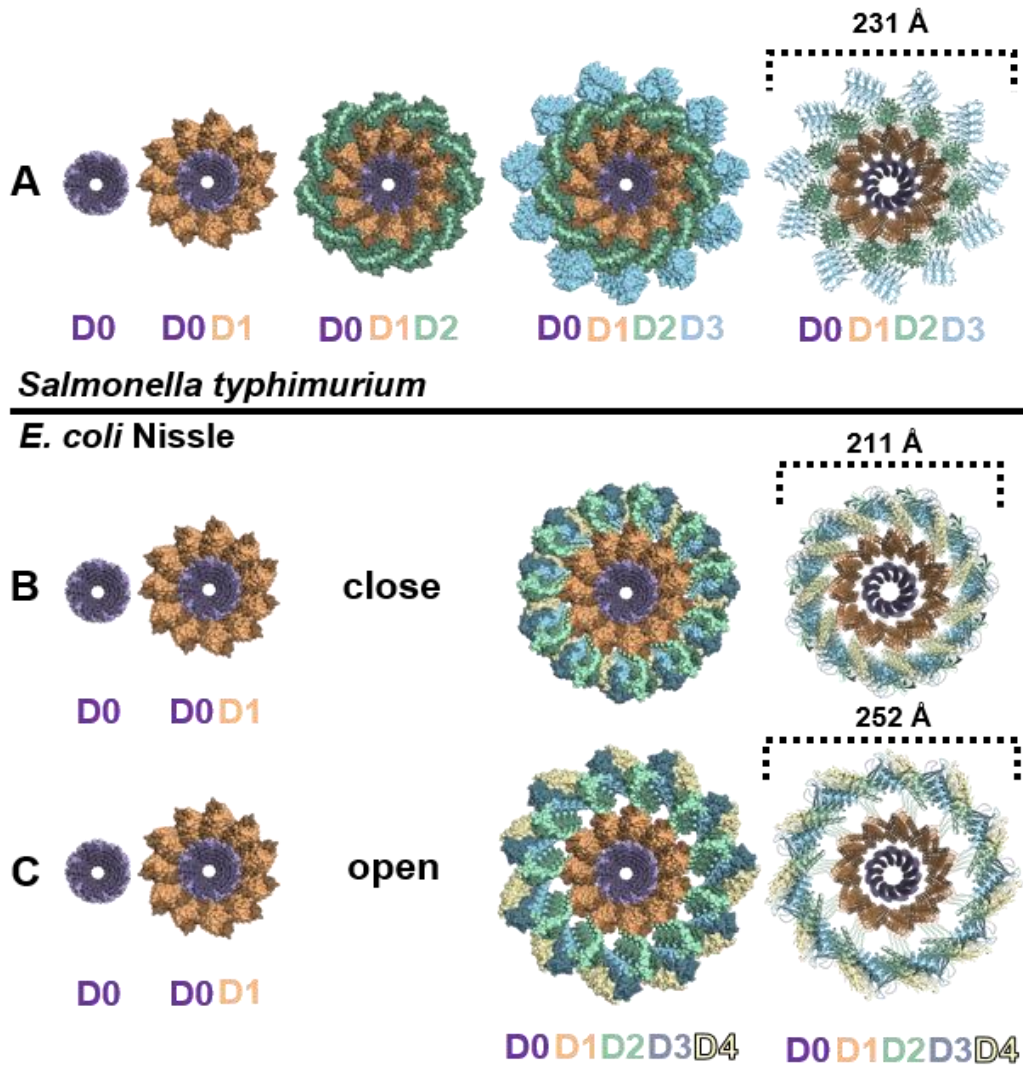 231 Å
A
D0 D0 D1 D0 D1 D2 D0 D1 D2 D3 D0 D1 D2 D3
Salmonella typhimurium
E. coli Nissle
211 Å
B close
D0 D0 D1
252 Å
C open
D0 D0 D1
D0 D1 D2 D3 D4 D0 D1 D2 D3 D4